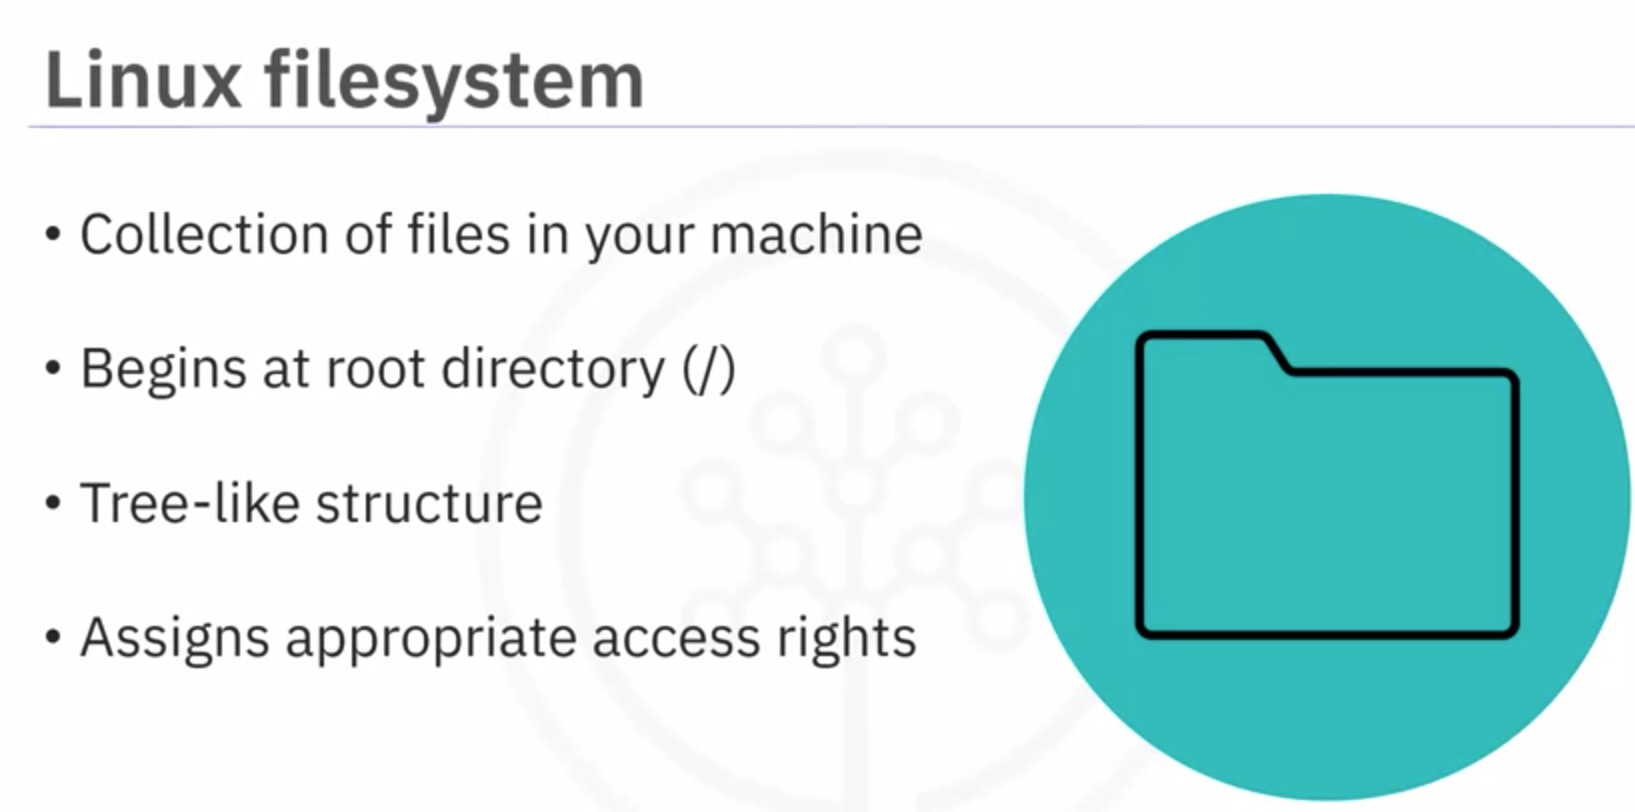 Linux filesystem
• Collection of files in your machine
• Begins at root directory (/)
• Tree-like structure
• Assigns appropriate access rights